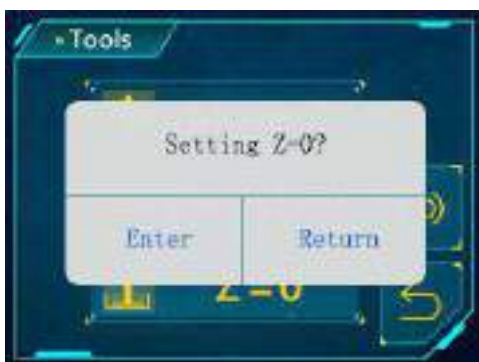 » Tools
Setting Z=0?
Enter
Return
Z=0